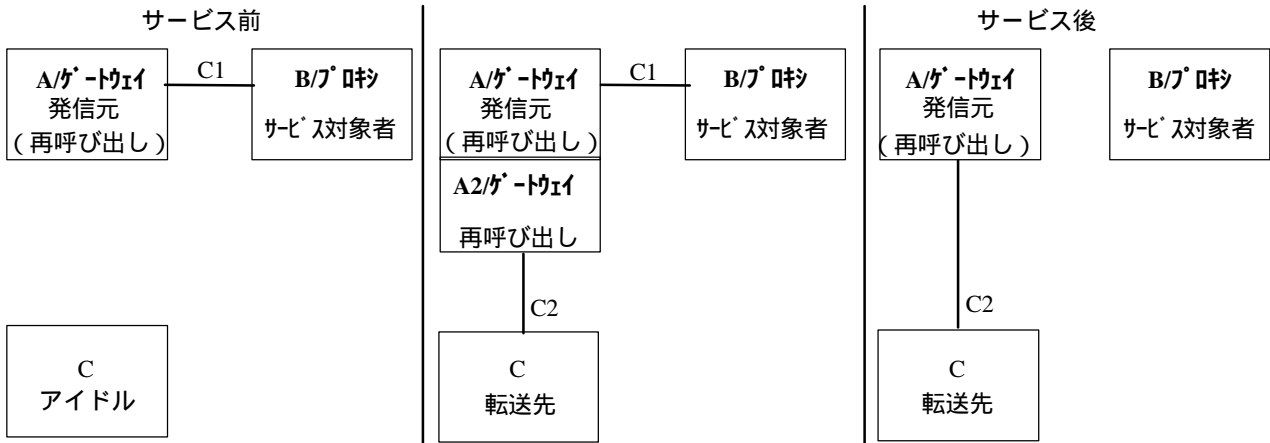 サービス前
A/ゲートウェイ
発信元
(再呼び出し)
C1
B/プロキシ
サービス対象者
C
アイドル
A/ゲートウェイ
発信元
(再呼び出し)
C1
B/プロキシ
サービス対象者
A2/ゲートウェイ
再呼び出し
C2
C
転送先
サービス後
A/ゲートウェイ
発信元
(再呼び出し)
B/プロキシ
サービス対象者
C2
C
転送先